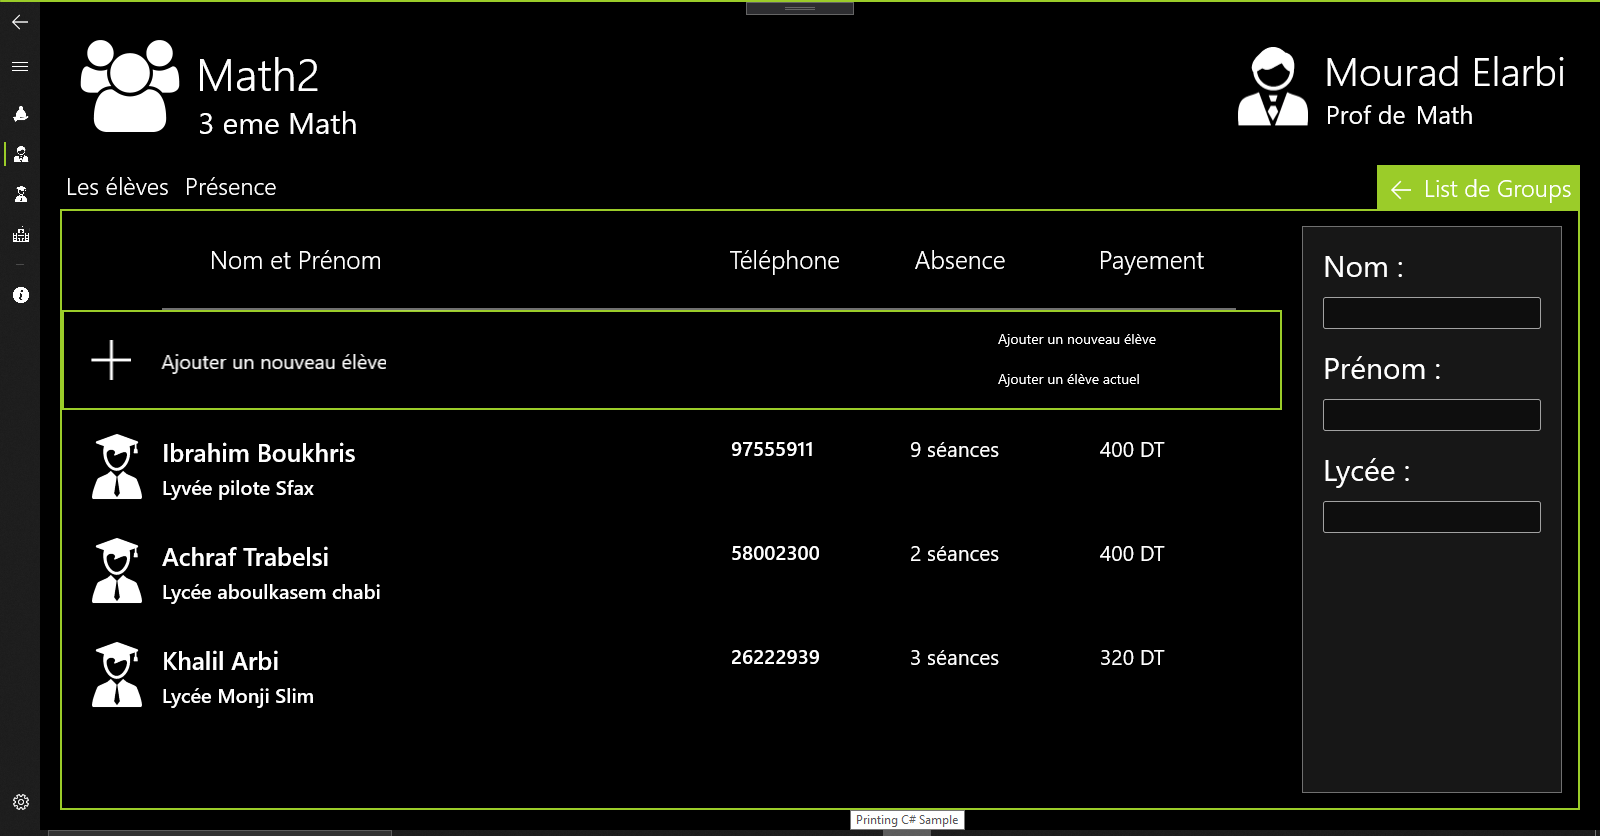 Math2
3 eme Math
Mourad Elarbi
Prof de Math
Les élèves Présence
List de Groups
Nom et Prénom Téléphone Absence Payement
Ajouter un nouveau élève
Ajouter un nouveau élève
Ajouter un élève actuel
Ibrahim Boukhris 97555911 9 séances 400 DT
Lyvée pilote Sfax
Achraf Trabelsi 58002300 2 séances 400 DT
Lycée aboulkasem chabi
Khalil Arbi 26222939 3 séances 320 DT
Lycée Monji Slim
Nom :
Prénom :
Lycée :
Printing C# Sample